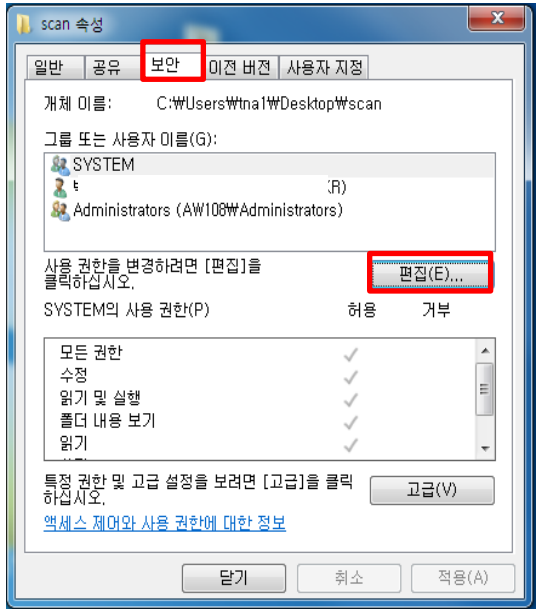 scan 속성
일반 공유 보안 이전 버전 사용자 지정
개체 이름: C:₩Users₩tna1₩Desktop₩scan
그룹 또는 사용자 이름(G):
SYSTEM
R)
Administrators (AW108₩Administrators)
사용 권한을 변경하려면 [편집]을
클릭하십시오.
편집(E)...
SYSTEM의 사용 권한(P) 허용 거부
모든 권한
수정
읽기 및 실행
폴더 내용 보기
읽기
특정 권한 및 고급 설정을 보려면 [고급]을 클릭
하십시오.
고급(V)
액세스 제어와 사용 권한에 대한 정보
닫기 취소 적용(A)